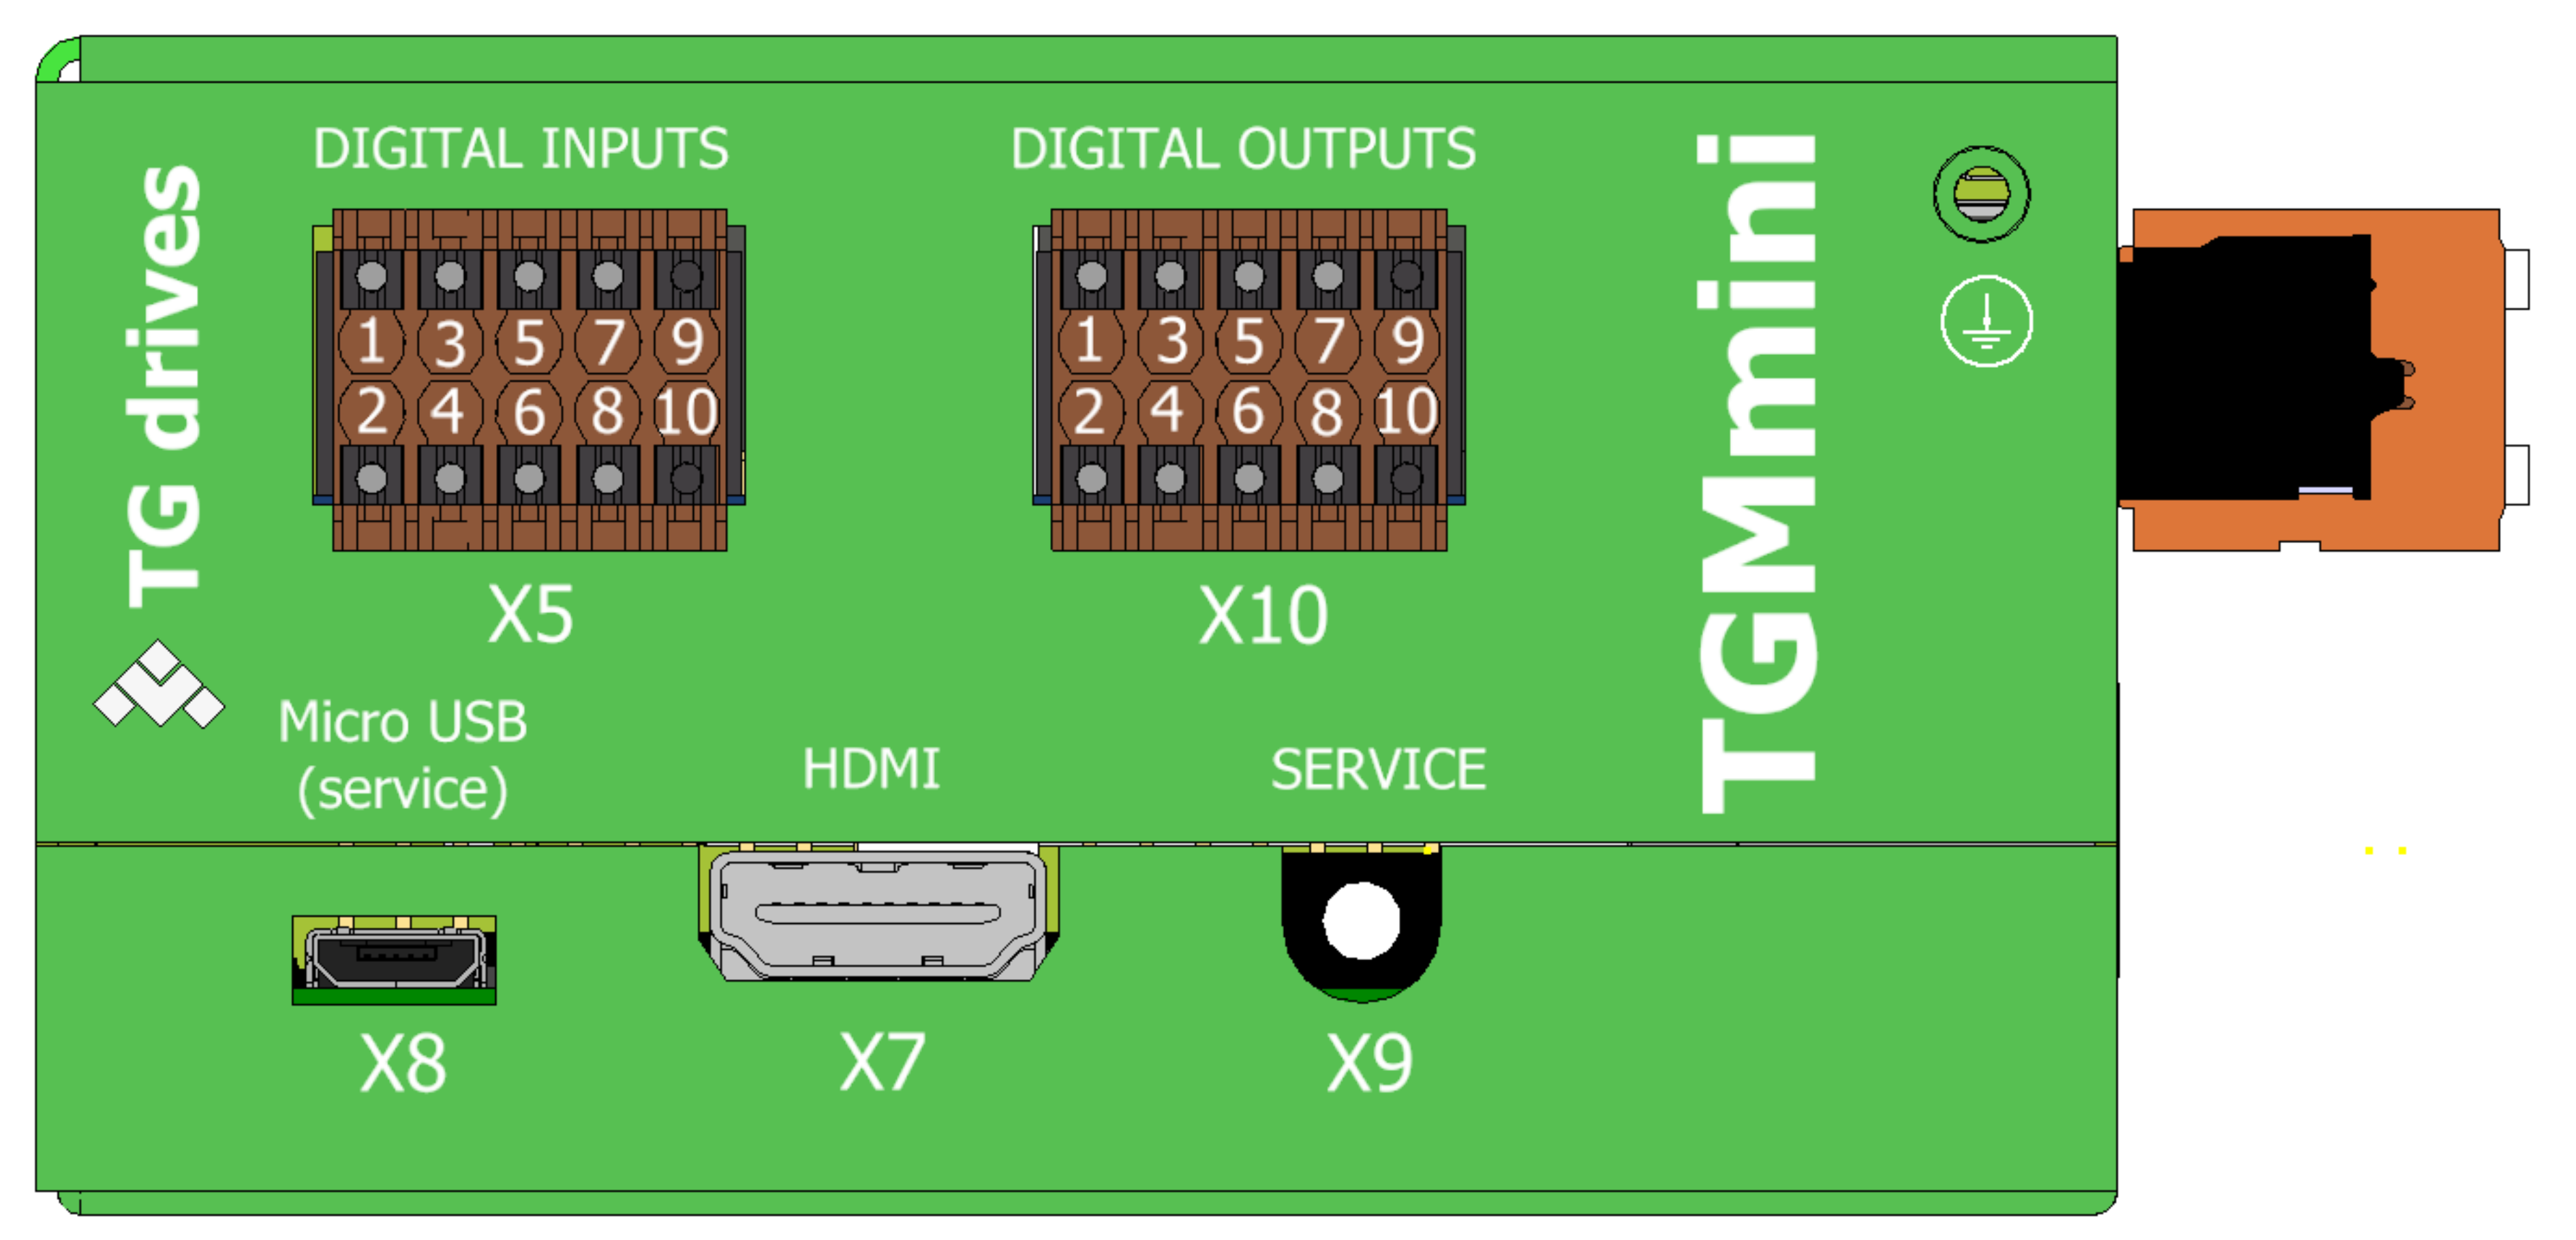 DIGITAL INPUTS
DIGITAL OUTPUTS
TG drives
TGMmini
1 3 5 7 9
2 4 6 8 10
1 3 5 7 9
2 4 6 8 10
X5
X10
Micro USB
(service)
HDMI
SERVICE
X8
X7
X9